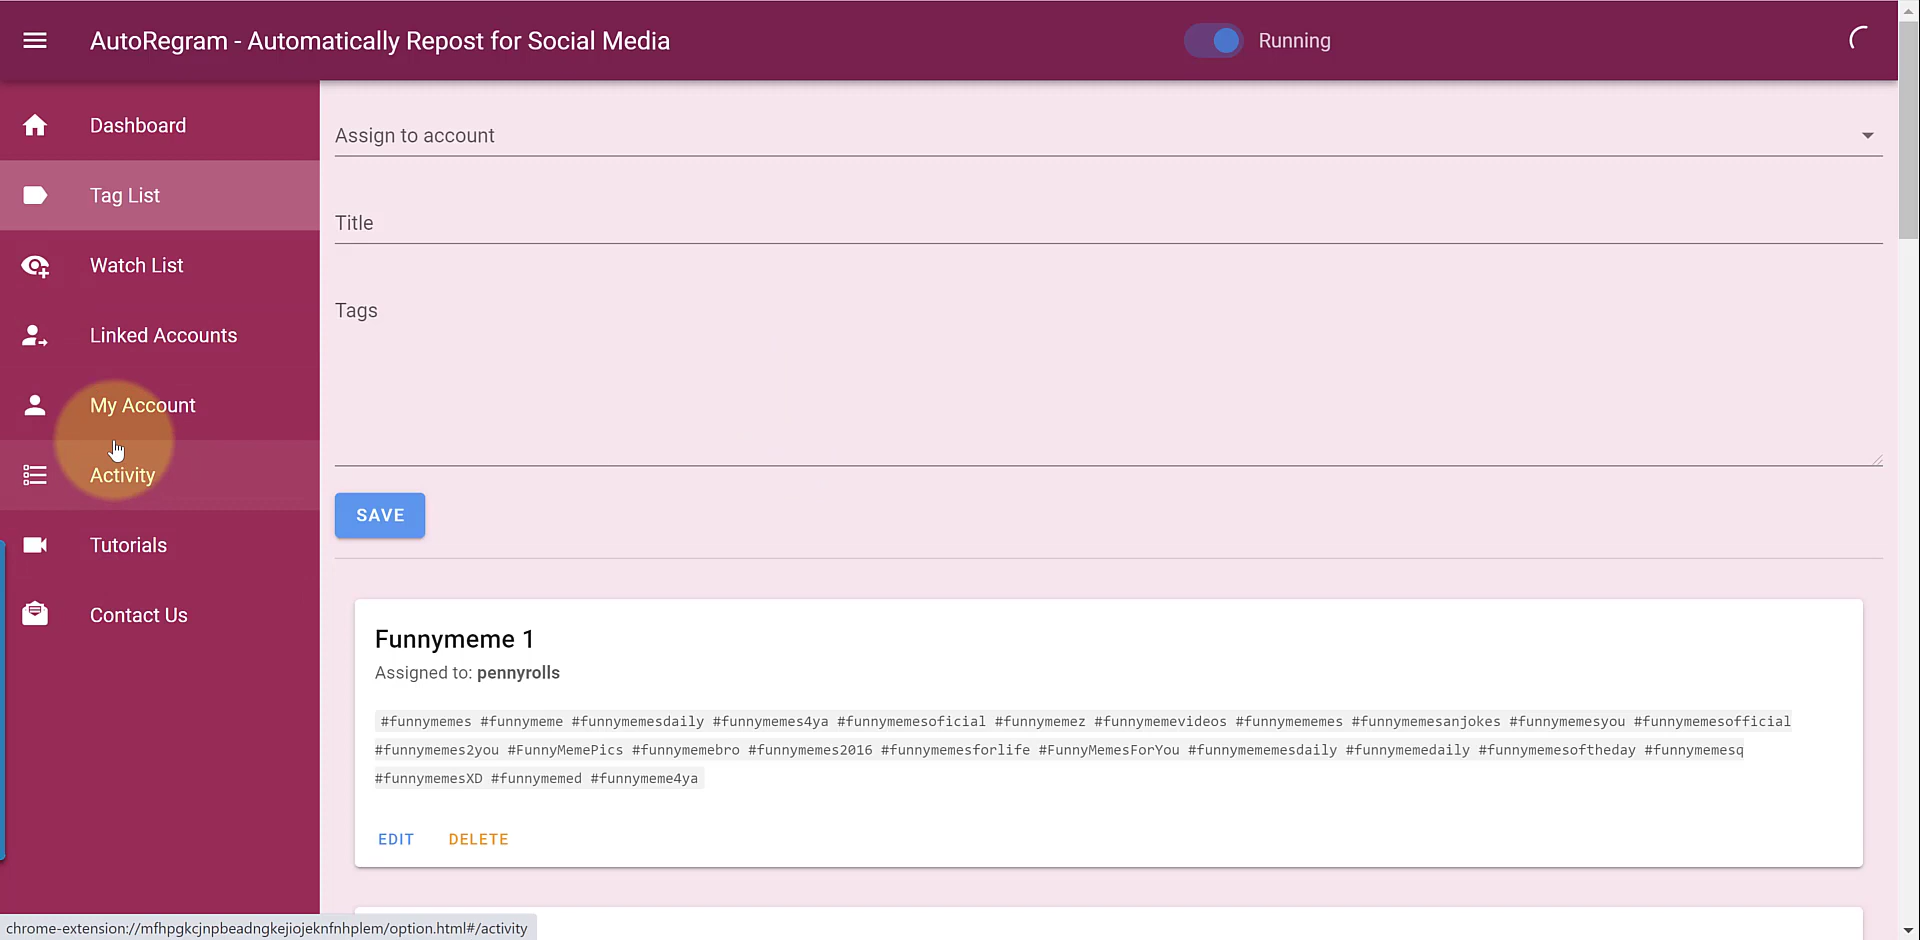 AutoRegram - Automatically Repost for Social Media
Running
Dashboard
Tag List
Watch List
Linked Accounts
My Account
Activity
Tutorials
Contact Us
Assign to account
Title
Tags
SAVE
Funnymeme 1
Assigned to: pennyrolls
#funnymemes #funnymeme #funnymemesdaily #funnymemes4ya #funnymemesoficial #funnymemez #funnymemevideos #funnymememes #funnymemesanjokes #funnymemesyou #funnymemesofficial
#funnymemes2you #FunnyMemePics #funnymemebro #funnymemes2016 #funnymemesforlife #FunnyMemesForYou #funnymememesdaily #funnymemedaily #funnymemesoftheday #funnymemesq
#funnymemesXD #funnymemed #funnymeme4ya
EDIT DELETE
chrome-extension://mfhpgkcjnpbeadngkejiojeknfnhplem/option.html#/activity